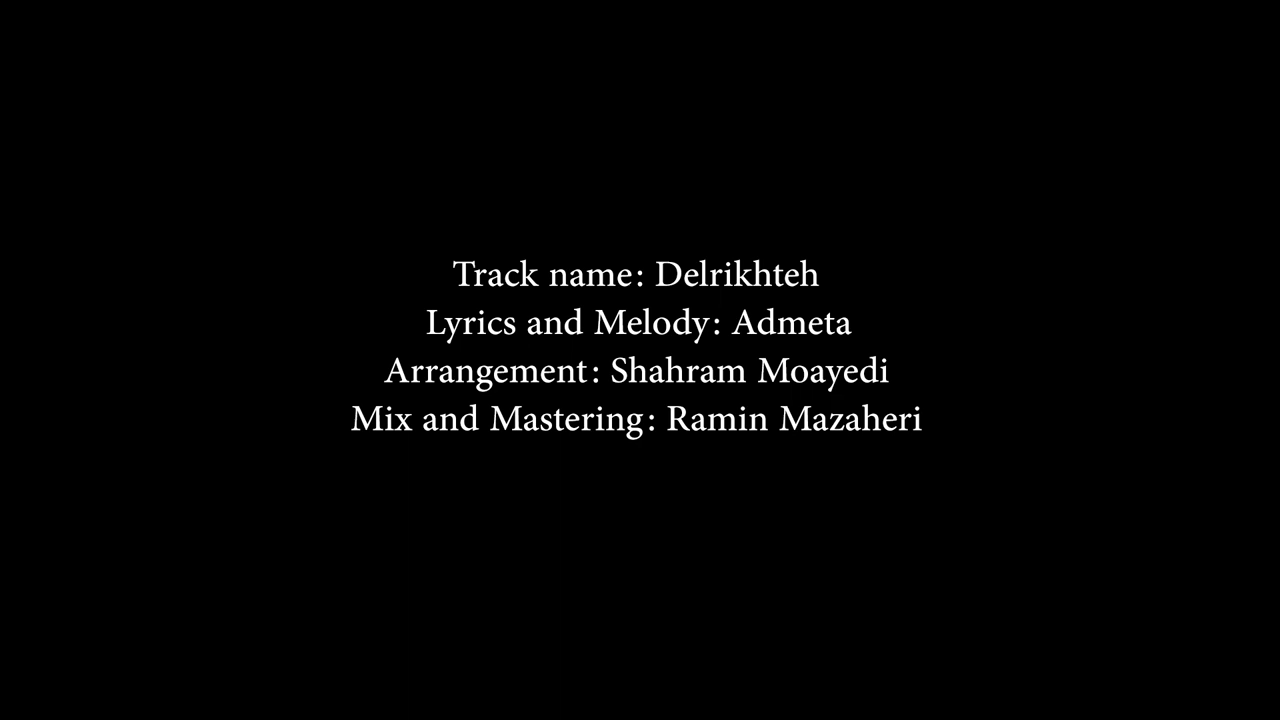 Track name: Delrikhteh
Lyrics and Melody: Admeta
Arrangement: Shahram Moayedi
Mix and Mastering: Ramin Mazaheri